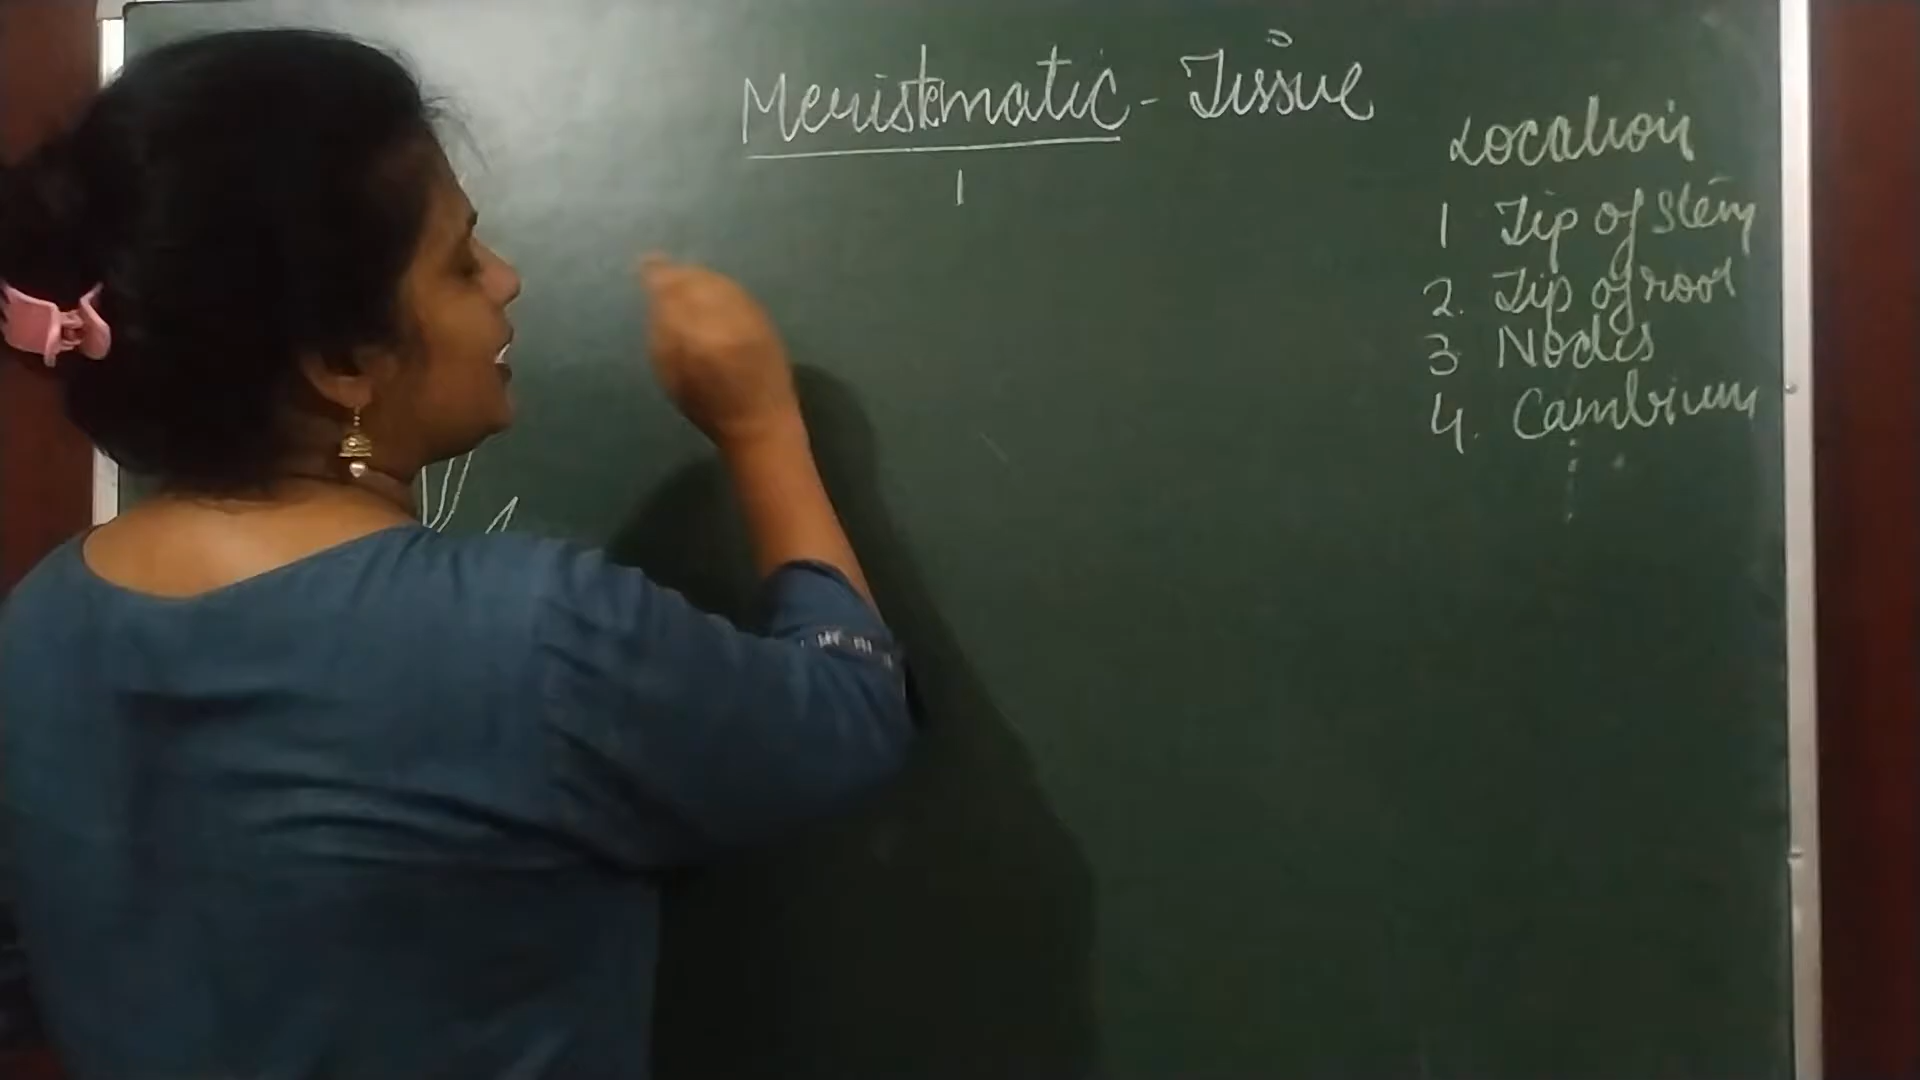 Meristematic - Tissue
Location
1 Tip of stem
2. Tip of root
3 Nodes
4. Cambium